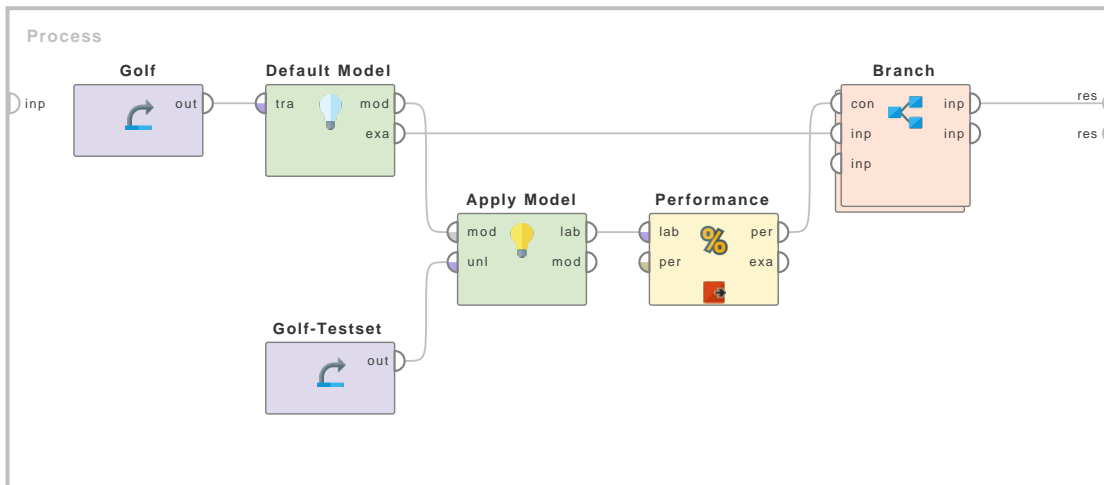 Process
Golf
Default Model
Branch
inp
out
tra
mod
exa
con
inp
inp
inp
inp
res
res
Apply Model
Performance
mod
lab
unl
mod
lab
per
per
exa
Golf-Testset
out
%